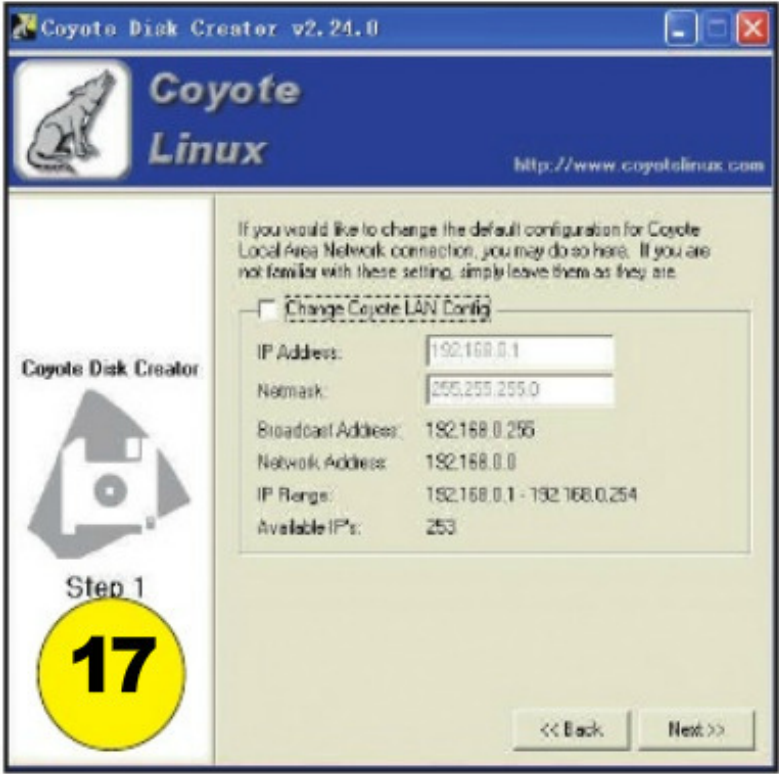 Coyote Disk Creator v2.24.0
Coyote
Linux
http://www.coyotelinux.com
If you would like to change the default configuration for Coyote
Local Area Network connection, you may do so here. If you are
not familiar with these setting, simply leave them as they are.
Change Coyote LAN Config
IP Address: 192.168.0.1
Netmask: 255.255.255.0
Broadcast Address: 192.168.0.255
Network Address: 192.168.0.0
IP Range: 192.168.0.1 - 192.168.0.254
Available IP's: 253
Coyote Disk Creator
Step 1
17
<< Back
Next >>